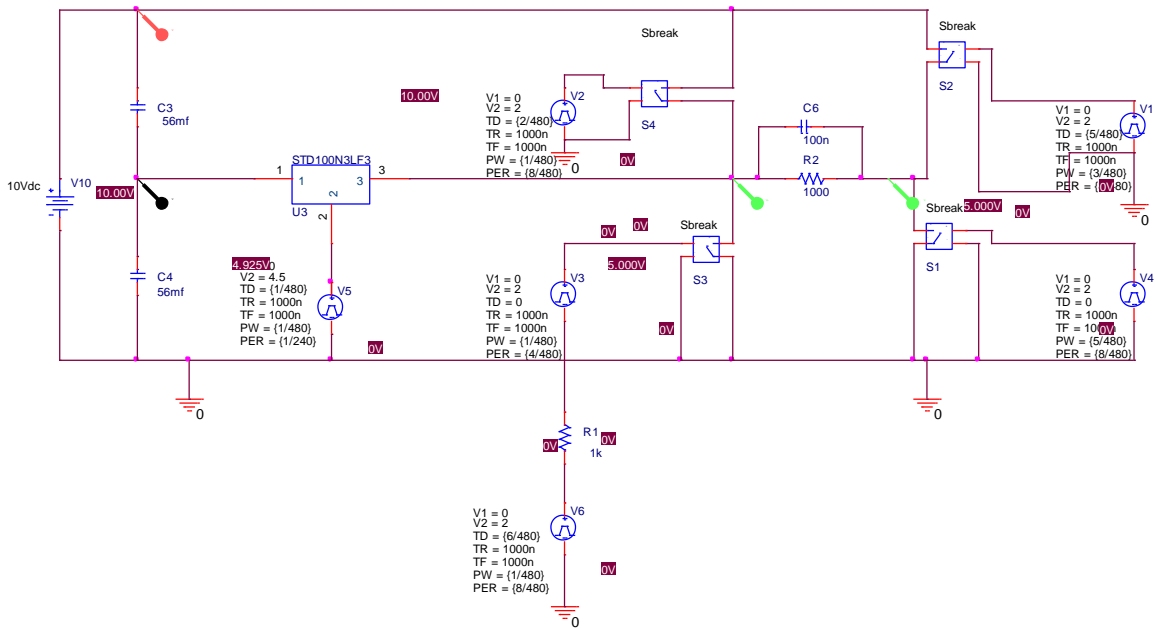 Sbreak
Sbreak
S2
C3
56mf
10.00V
V1 = 0
V2 = 2
TD = {2/480}
TR = 1000n
TF = 1000n
PW = {1/480}
PER = {8/480}
V2
S4
0V
0
C6
100n
R2
1000
V1 = 0
V2 = 2
TD = {5/480}
TR = 1000n
TF = 1000n
PW = {3/480}
V1
0V
0
10Vdc
V10
10.00V
STD100N3LF3
1
1
2
3
3
U3
2
Sbreak
5.000V
0V
S1
Sbreak
0V
0V
5.000V
S3
C4
56mf
4.925V
V2 = 4.5
TD = {1/480}
TR = 1000n
TF = 1000n
PW = {1/480}
PER = {1/240}
V5
0V
V1 = 0
V2 = 2
TD = 0
TR = 1000n
TF = 1000n
PW = {1/480}
PER = {4/480}
V3
0V
V1 = 0
V2 = 2
TD = 0
TR = 1000n
PW = {5/480}
PER = {8/480}
V4
0V
0
0
R1
1k
0V
0V
V1 = 0
V2 = 2
TD = {6/480}
TR = 1000n
TF = 1000n
PW = {1/480}
PER = {8/480}
V6
0V
0